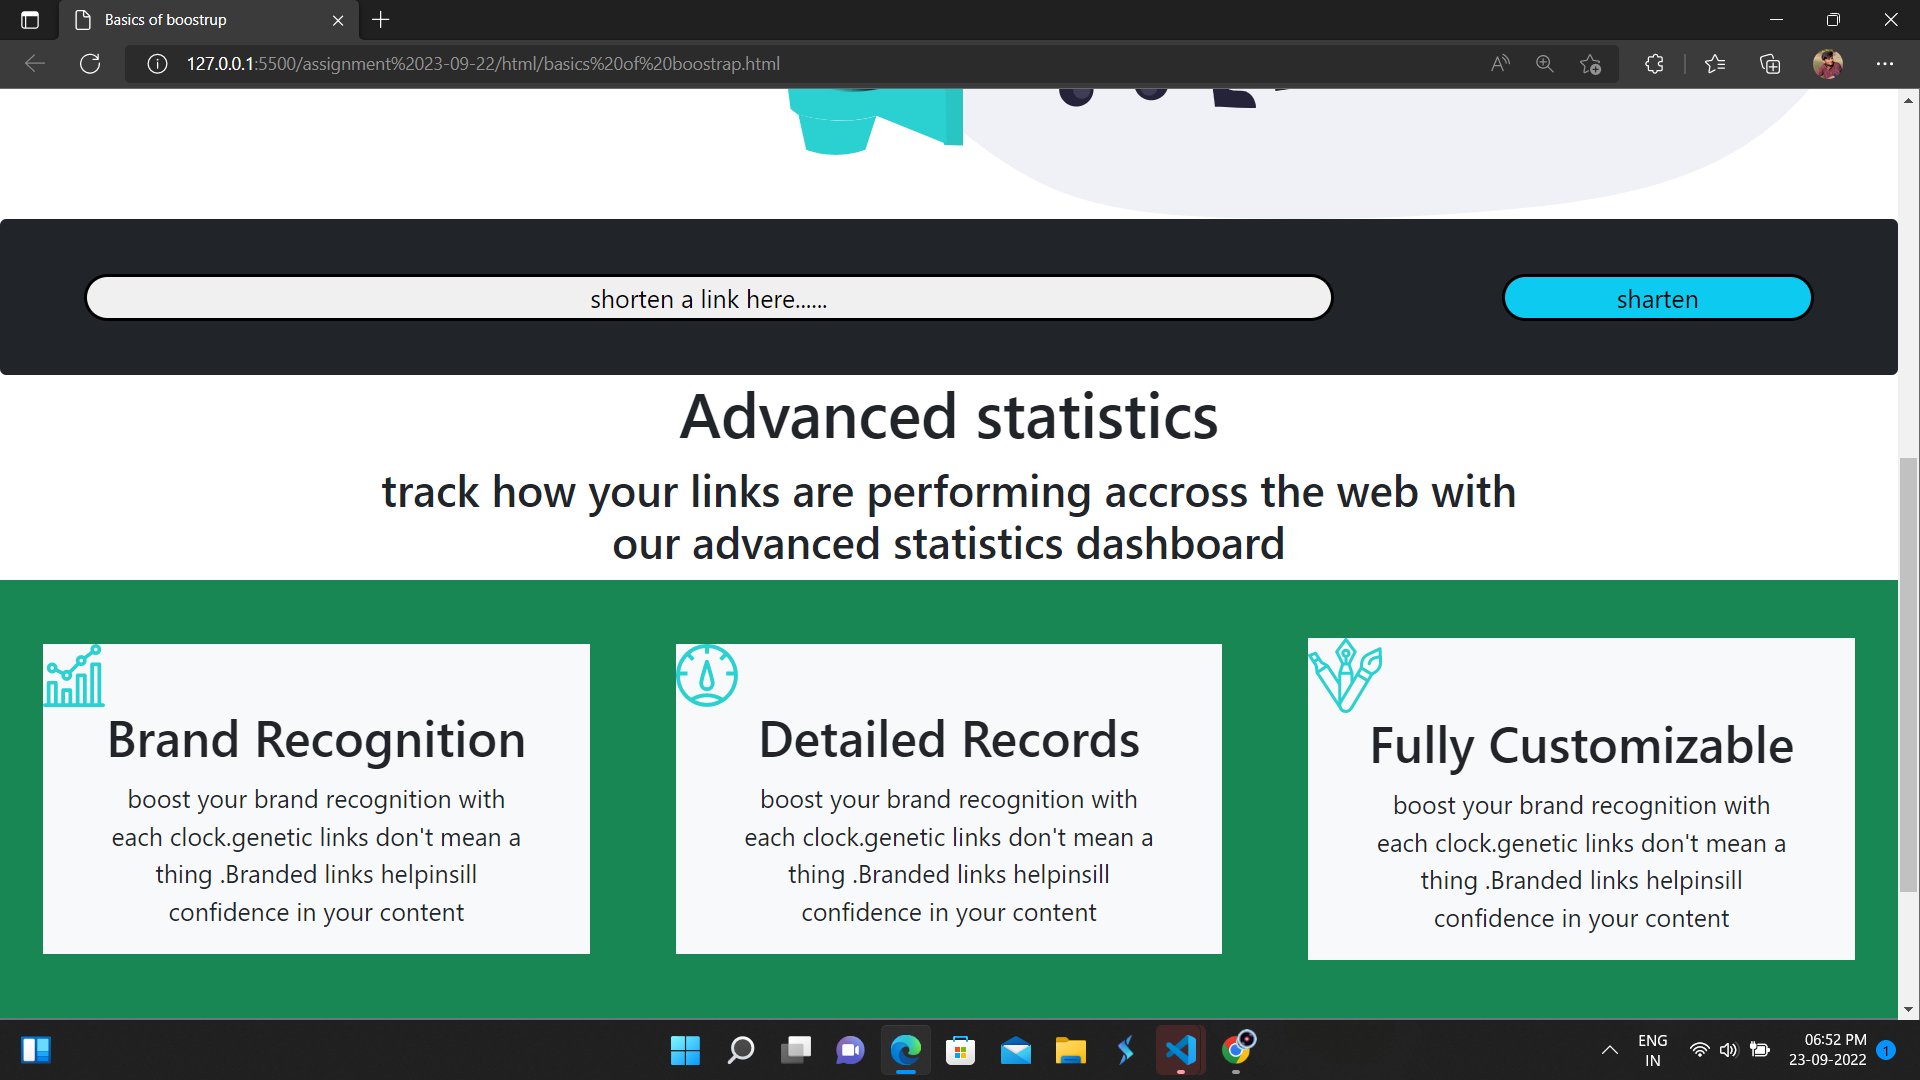 Basics of boostrup
127.0.0.1:5500/assignment%2023-09-22/html/basics%20of%20boostrap.html
shorten a link here......
sharten
Advanced statistics
track how your links are performing accross the web with
our advanced statistics dashboard
Brand Recognition
boost your brand recognition with
each clock.genetic links don't mean a
thing .Branded links helpinsill
confidence in your content
Detailed Records
boost your brand recognition with
each clock.genetic links don't mean a
thing .Branded links helpinsill
confidence in your content
Fully Customizable
boost your brand recognition with
each clock.genetic links don't mean a
thing .Branded links helpinsill
confidence in your content
ENG
IN
06:52 PM
23-09-2022
1